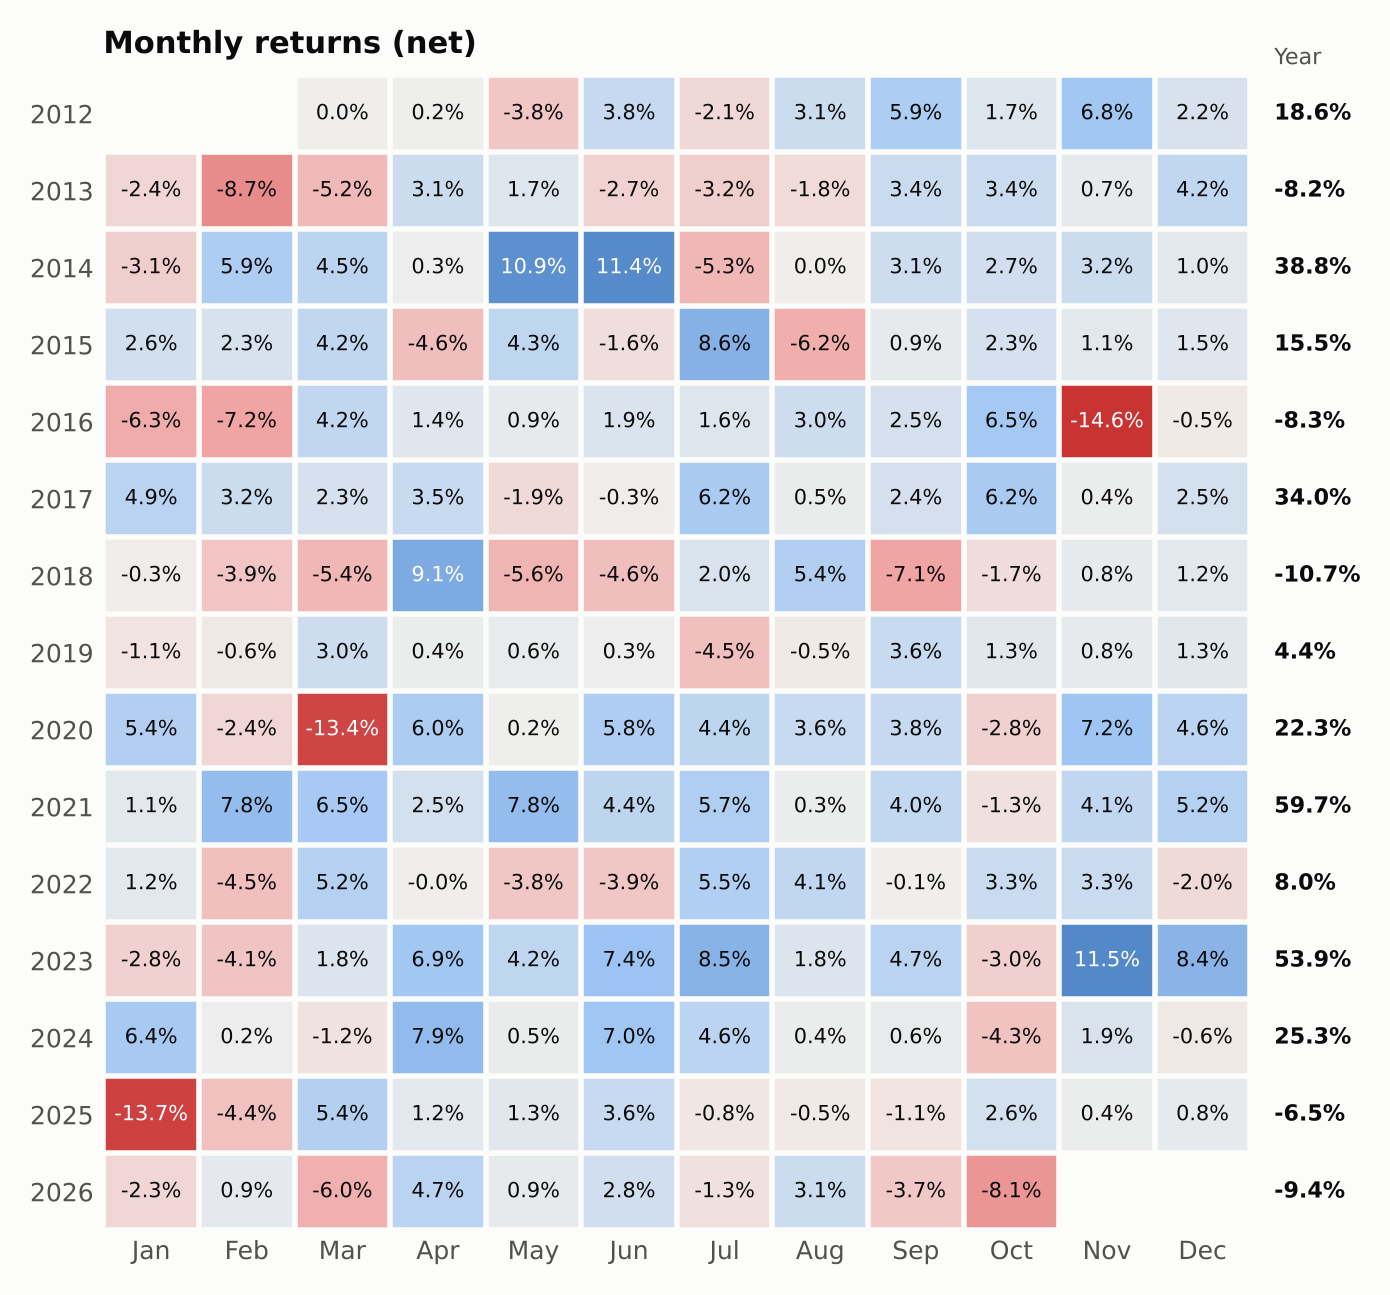 Monthly returns (net)
Year
2012 0.0% 0.2% -3.8% 3.8% -2.1% 3.1% 5.9% 1.7% 6.8% 2.2% 18.6%
2013 -2.4% -8.7% -5.2% 3.1% 1.7% -2.7% -3.2% -1.8% 3.4% 3.4% 0.7% 4.2% -8.2%
2014 -3.1% 5.9% 4.5% 0.3% 10.9% 11.4% -5.3% 0.0% 3.1% 2.7% 3.2% 1.0% 38.8%
2015 2.6% 2.3% 4.2% -4.6% 4.3% -1.6% 8.6% -6.2% 0.9% 2.3% 1.1% 1.5% 15.5%
2016 -6.3% -7.2% 4.2% 1.4% 0.9% 1.9% 1.6% 3.0% 2.5% 6.5% -14.6% -0.5% -8.3%
2017 4.9% 3.2% 2.3% 3.5% -1.9% -0.3% 6.2% 0.5% 2.4% 6.2% 0.4% 2.5% 34.0%
2018 -0.3% -3.9% -5.4% 9.1% -5.6% -4.6% 2.0% 5.4% -7.1% -1.7% 0.8% 1.2% -10.7%
2019 -1.1% -0.6% 3.0% 0.4% 0.6% 0.3% -4.5% -0.5% 3.6% 1.3% 0.8% 1.3% 4.4%
2020 5.4% -2.4% -13.4% 6.0% 0.2% 5.8% 4.4% 3.6% 3.8% -2.8% 7.2% 4.6% 22.3%
2021 1.1% 7.8% 6.5% 2.5% 7.8% 4.4% 5.7% 0.3% 4.0% -1.3% 4.1% 5.2% 59.7%
2022 1.2% -4.5% 5.2% -0.0% -3.8% -3.9% 5.5% 4.1% -0.1% 3.3% 3.3% -2.0% 8.0%
2023 -2.8% -4.1% 1.8% 6.9% 4.2% 7.4% 8.5% 1.8% 4.7% -3.0% 11.5% 8.4% 53.9%
2024 6.4% 0.2% -1.2% 7.9% 0.5% 7.0% 4.6% 0.4% 0.6% -4.3% 1.9% -0.6% 25.3%
2025 -13.7% -4.4% 5.4% 1.2% 1.3% 3.6% -0.8% -0.5% -1.1% 2.6% 0.4% 0.8% -6.5%
2026 -2.3% 0.9% -6.0% 4.7% 0.9% 2.8% -1.3% 3.1% -3.7% -8.1% -9.4%
Jan Feb Mar Apr May Jun Jul Aug Sep Oct Nov Dec